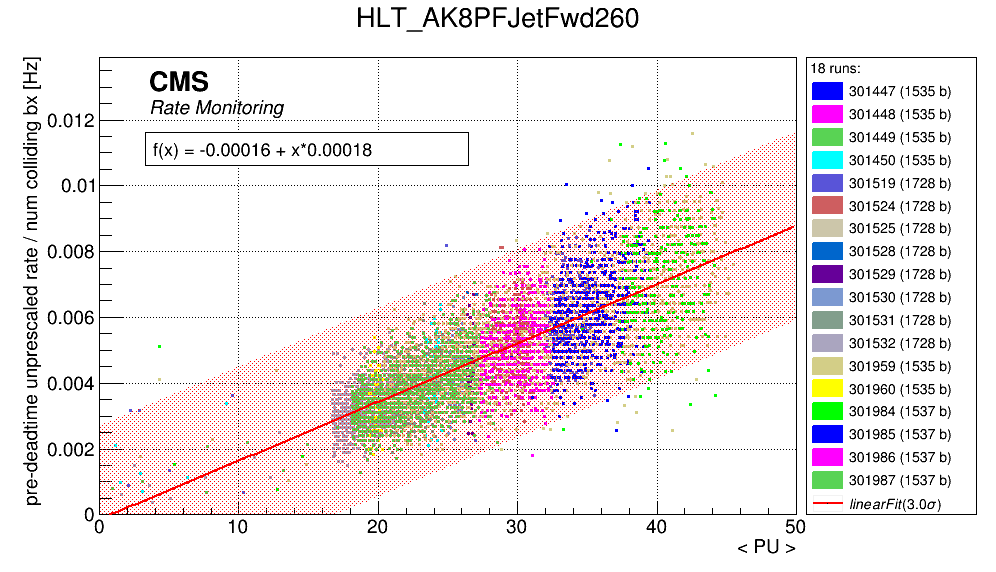 HLT_AK8PFJetFwd260
pre-deadtime unprescaled rate / num colliding bx [Hz]
CMS
Rate Monitoring
f(x) = -0.00016 + x*0.00018
0.012
0.01
0.008
0.006
0.004
0.002
0
0 10 20 30 40 50
< PU >
18 runs:
301447 (1535 b)
301448 (1535 b)
301449 (1535 b)
301450 (1535 b)
301519 (1728 b)
301524 (1728 b)
301525 (1728 b)
301528 (1728 b)
301529 (1728 b)
301530 (1728 b)
301531 (1728 b)
301532 (1728 b)
301959 (1535 b)
301960 (1535 b)
301984 (1537 b)
301985 (1537 b)
301986 (1537 b)
301987 (1537 b)
linearFit(3.0σ)